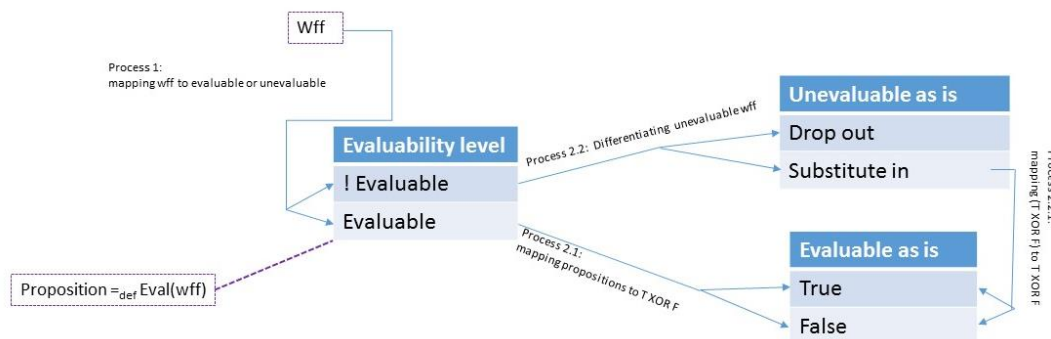 Wff
Process 1:
mapping wff to evaluable or unevaluable
Evaluability level
! Evaluable
Evaluable
Proposition =def Eval(wff)
Process 2.2: Differentiating unevaluable wff
Process 2.1:
mapping propositions to T XOR F
Unevaluable as is
Drop out
Substitute in
Evaluable as is
True
False
mapping (T XOR F) to T XOR F